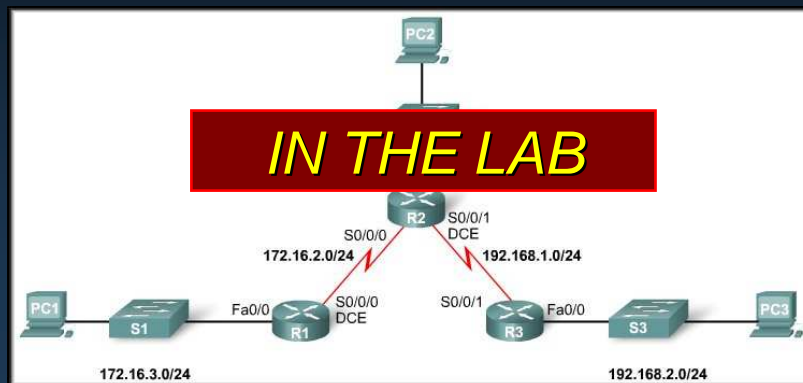 PC2
IN THE LAB
R2
S0/0/1
DCE
S0/0/0
172.16.2.0/24
192.168.1.0/24
PC1
S1
Fa0/0
R1
S0/0/0
DCE
S0/0/1
R3
Fa0/0
S3
PC3
172.16.3.0/24
192.168.2.0/24